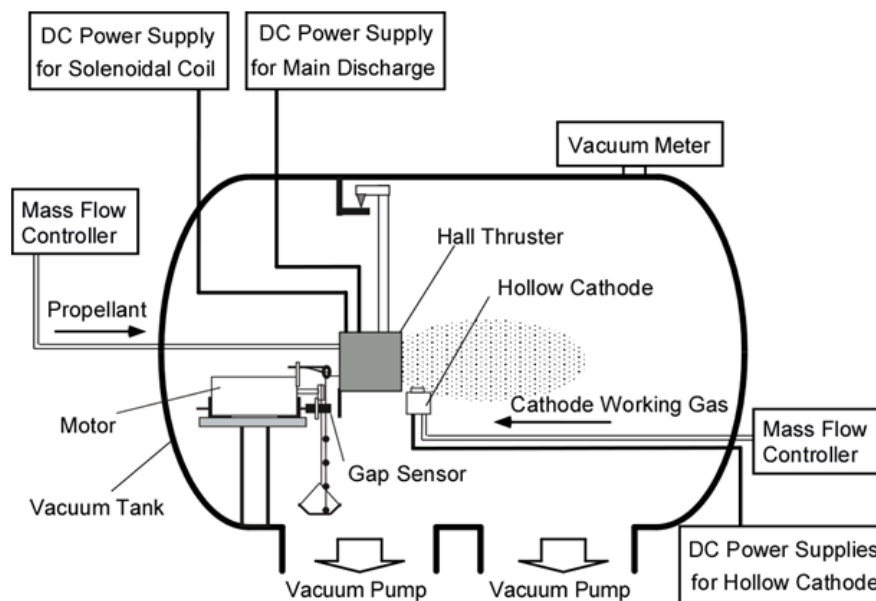 DC Power Supply
for Solenoidal Coil
DC Power Supply
for Main Discharge
Vacuum Meter
Mass Flow
Controller
Hall Thruster
Hollow Cathode
Propellant
Cathode Working Gas
Motor
Mass Flow
Controller
Gap Sensor
Vacuum Tank
DC Power Supplies
for Hollow Cathode
Vacuum Pump
Vacuum Pump